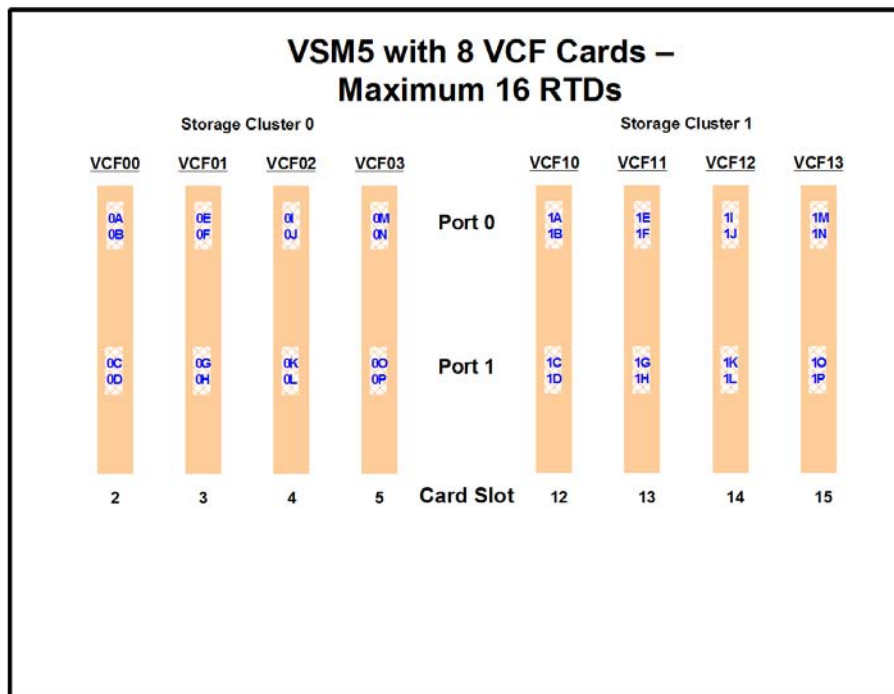 VSM5 with 8 VCF Cards –
Maximum 16 RTDs
Storage Cluster 0 Storage Cluster 1
VCF00 VCF01 VCF02 VCF03 VCF10 VCF11 VCF12 VCF13
0A 0E 0I 0M Port 0 1A 1E 1I 1M
0B 0F 0J 0N 1B 1F 1J 1N
0C 0G 0K 0O Port 1 1C 1G 1K 1O
0D 0H 0L 0P 1D 1H 1L 1P
2 3 4 5 Card Slot 12 13 14 15